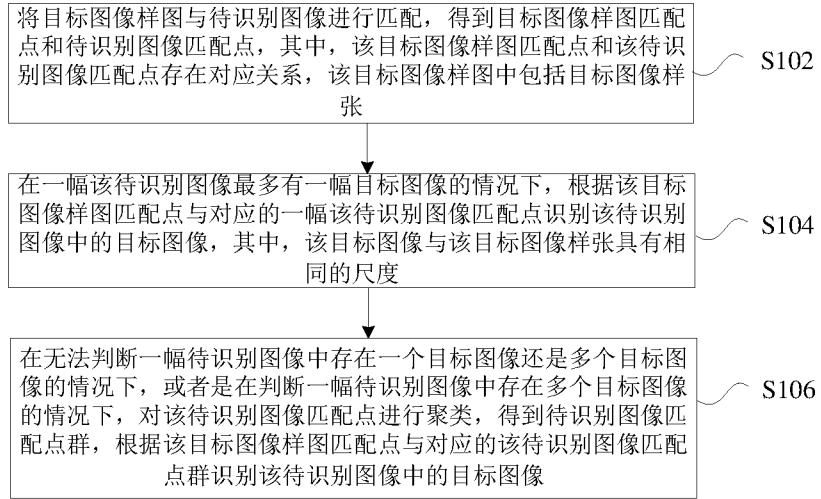 将目标图像样图与待识别图像进行匹配，得到目标图像样图匹配
点和待识别图像匹配点，其中，该目标图像样图匹配点和该待识
别图像匹配点存在对应关系，该目标图像样图中包括目标图像样
张
S102
在一幅该待识别图像最多有一幅目标图像的情况下，根据该目标
图像样图匹配点与对应的一幅该待识别图像匹配点识别该待识别
图像中的目标图像，其中，该目标图像与该目标图像样张具有相
同的尺度
S104
在无法判断一幅待识别图像中存在一个目标图像还是多个目标图
像的情况下，或者是在判断一幅待识别图像中存在多个目标图像
的情况下，对该待识别图像匹配点进行聚类，得到待识别图像匹
配点群，根据该目标图像样图匹配点与对应的该待识别图像匹配
点群识别该待识别图像中的目标图像
S106